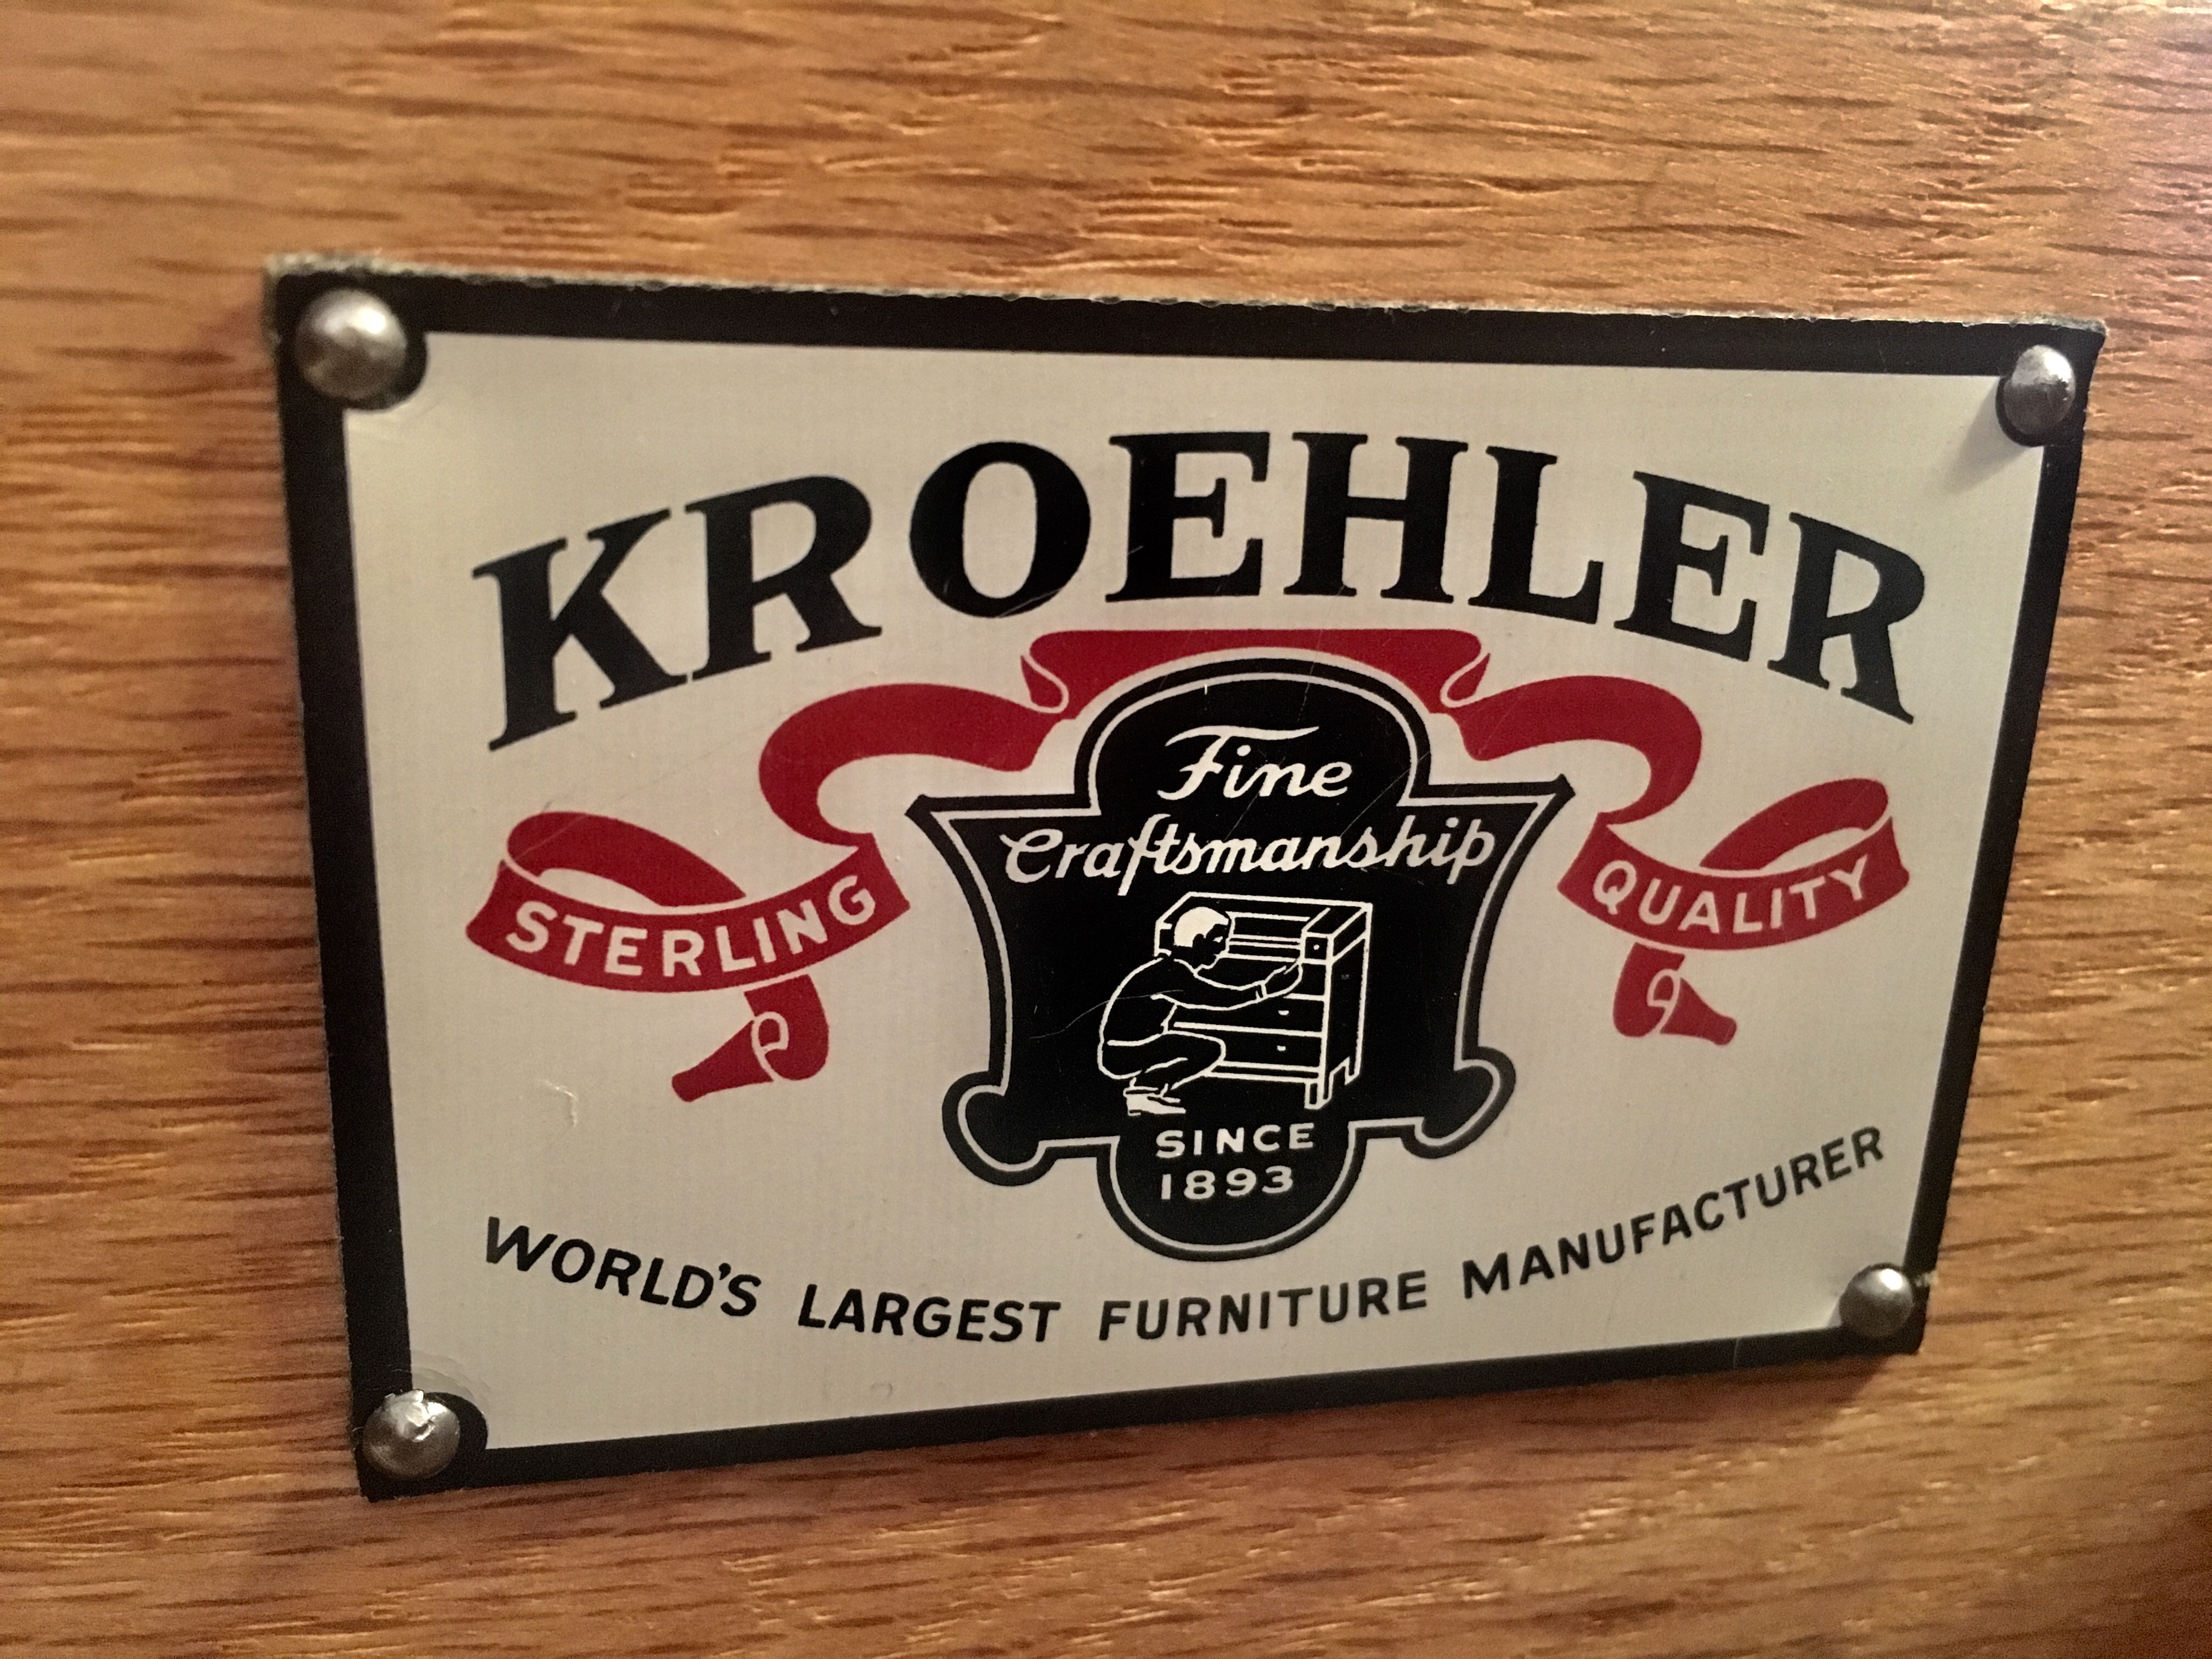 KROEHLER
Fine
Craftsmanship
STERLING
QUALITY
SINCE
1893
WORLD'S LARGEST FURNITURE MANUFACTURER